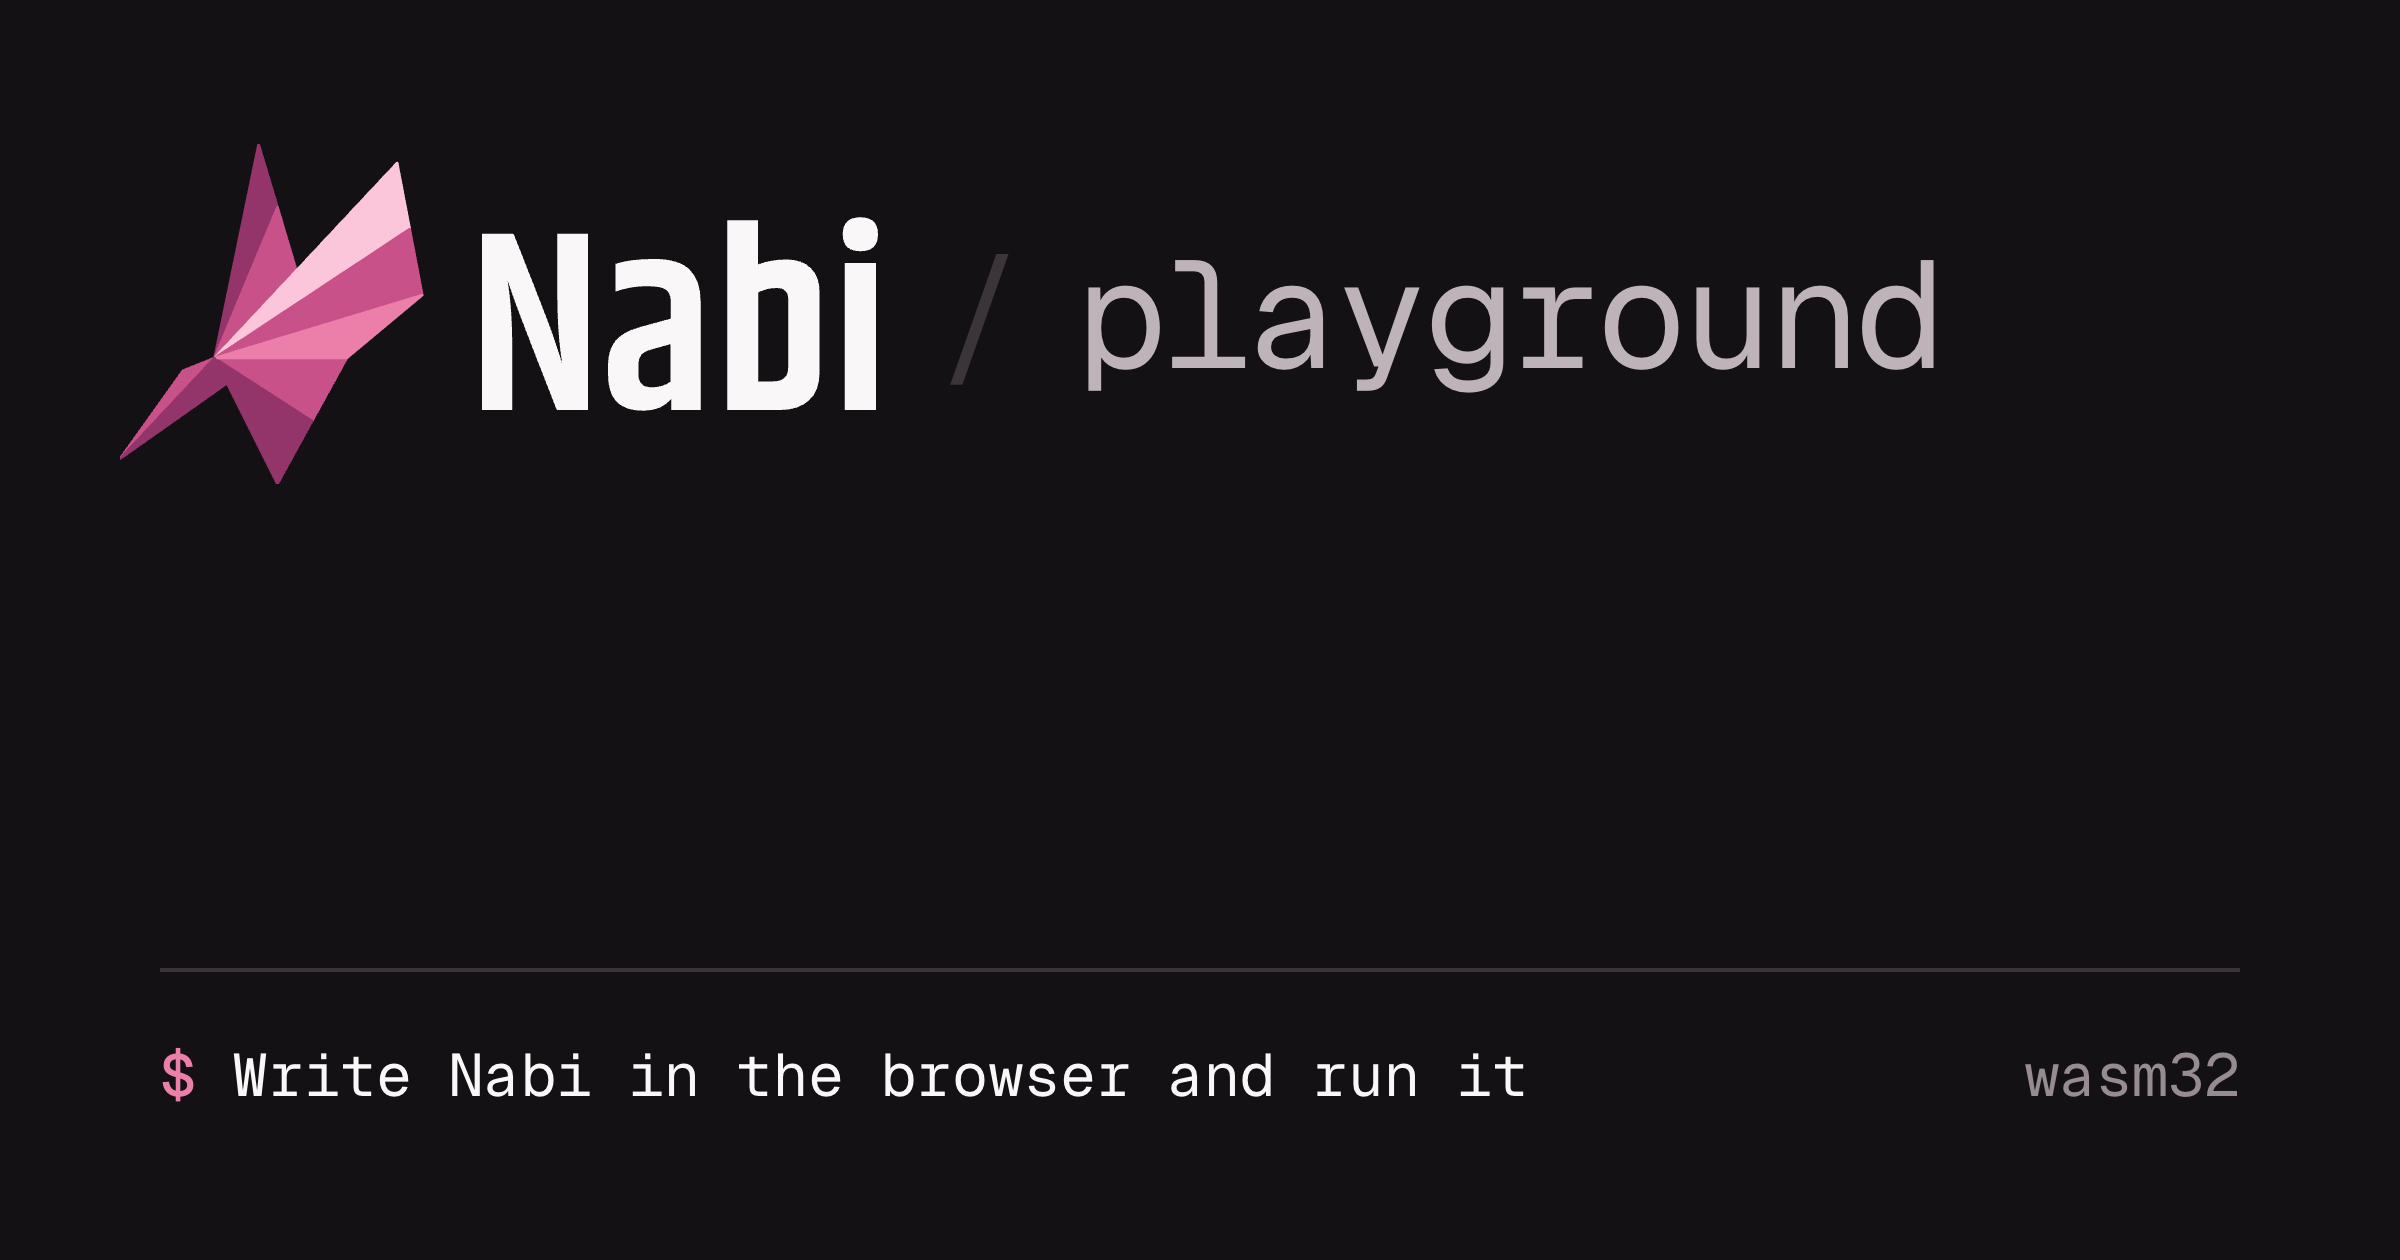 Nabi / playground
$ Write Nabi in the browser and run it
wasm32